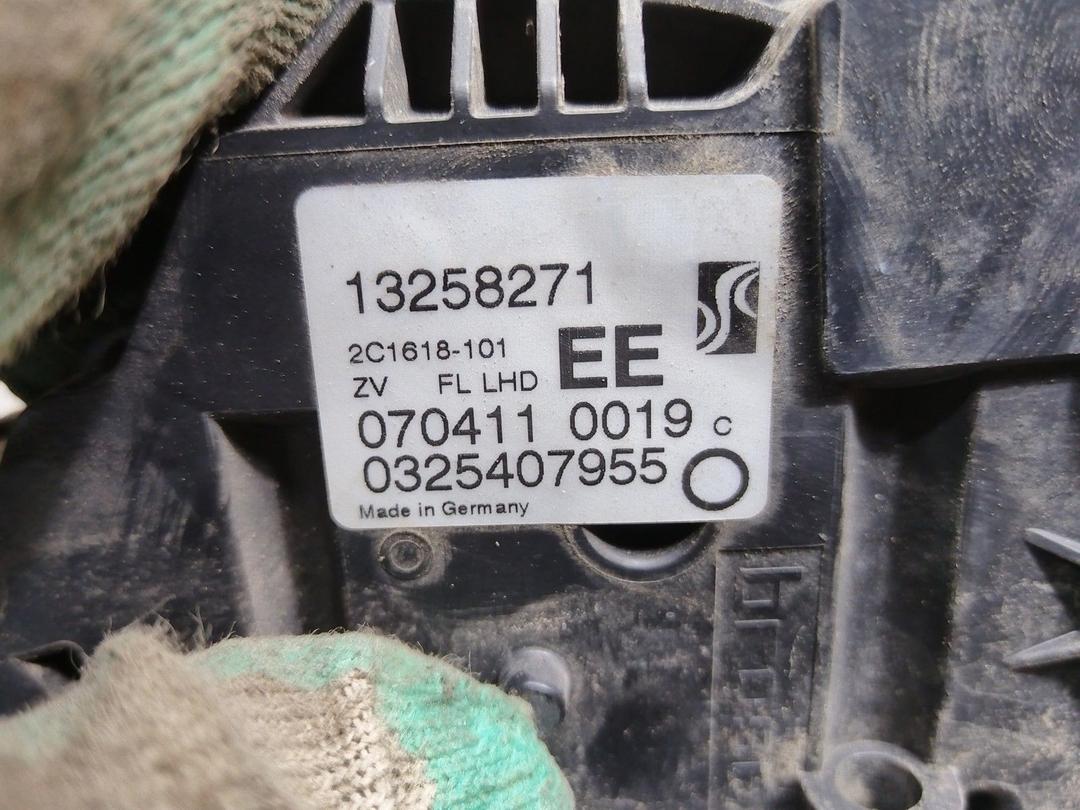 13258271
2C1618-101
EE
ZV FL LHD
070411 0019 c
0325407955
Made in Germany